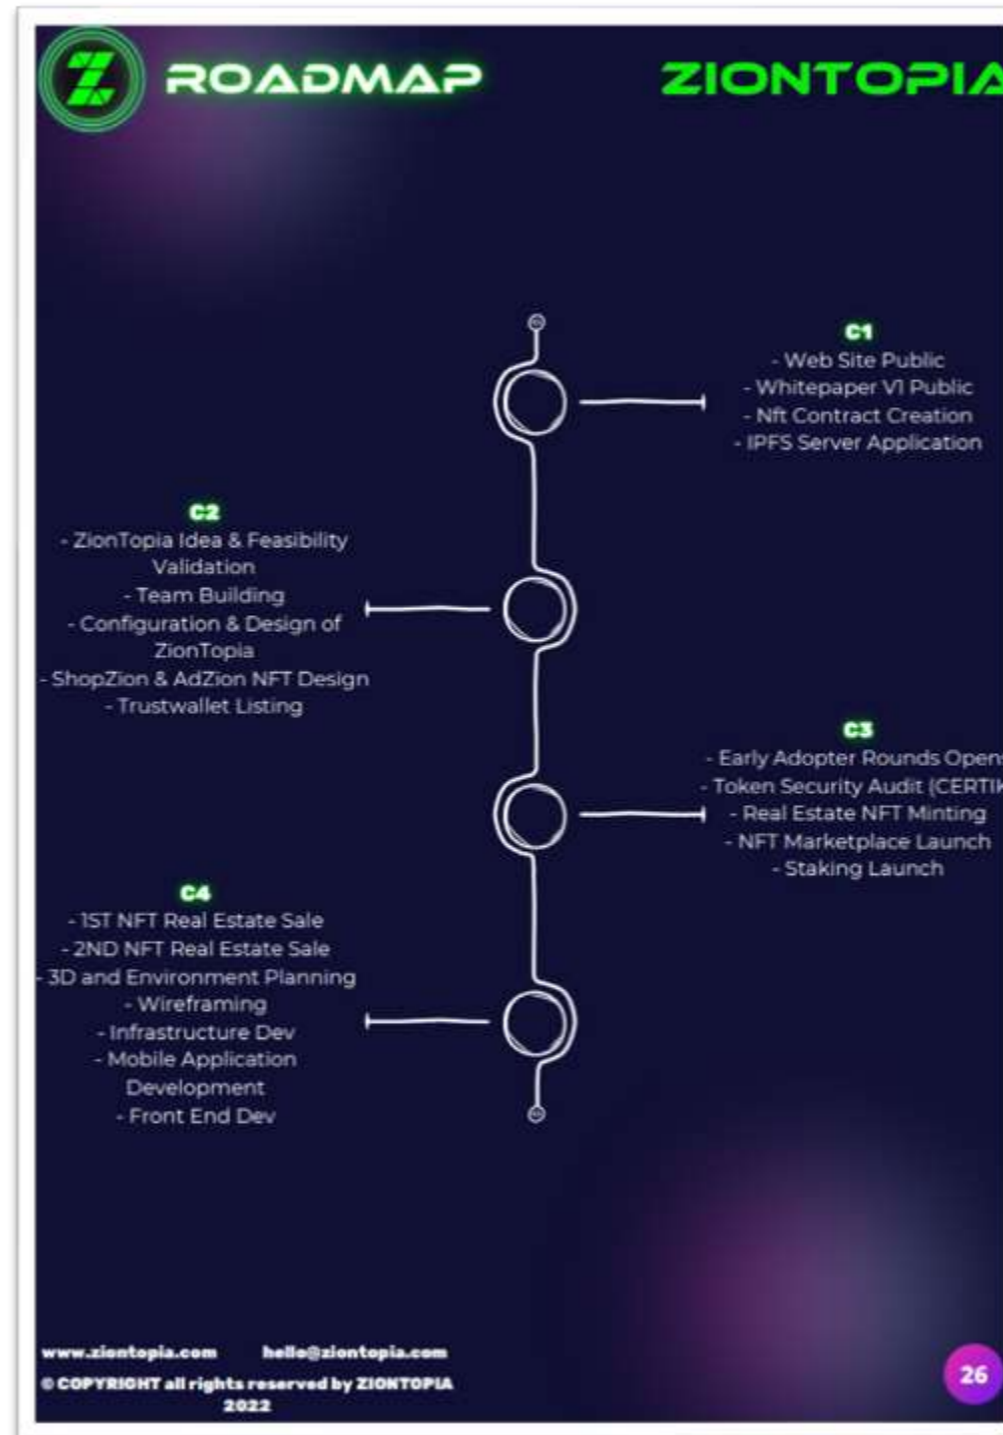 Z
ROADMAP
ZIONTOPIA
C1
- Web Site Public
- Whitepaper V1 Public
- Nft Contract Creation
- IPFS Server Application
C2
- ZionTopia Idea & Feasibility
Validation
- Team Building
- Configuration & Design of
ZionTopia
- ShopZion & AdZion NFT Design
- Trustwallet Listing
C3
- Early Adopter Rounds Opens
- Token Security Audit (CERTIK
- Real Estate NFT Minting
- NFT Marketplace Launch
- Staking Launch
C4
- 1ST NFT Real Estate Sale
- 2ND NFT Real Estate Sale
- 3D and Environment Planning
- Wireframing
- Infrastructure Dev
- Mobile Application
Development
- Front End Dev
www.ziontopia.com hello@ziontopia.com
© COPYRIGHT all rights reserved by ZIONTOPIA
2022
26